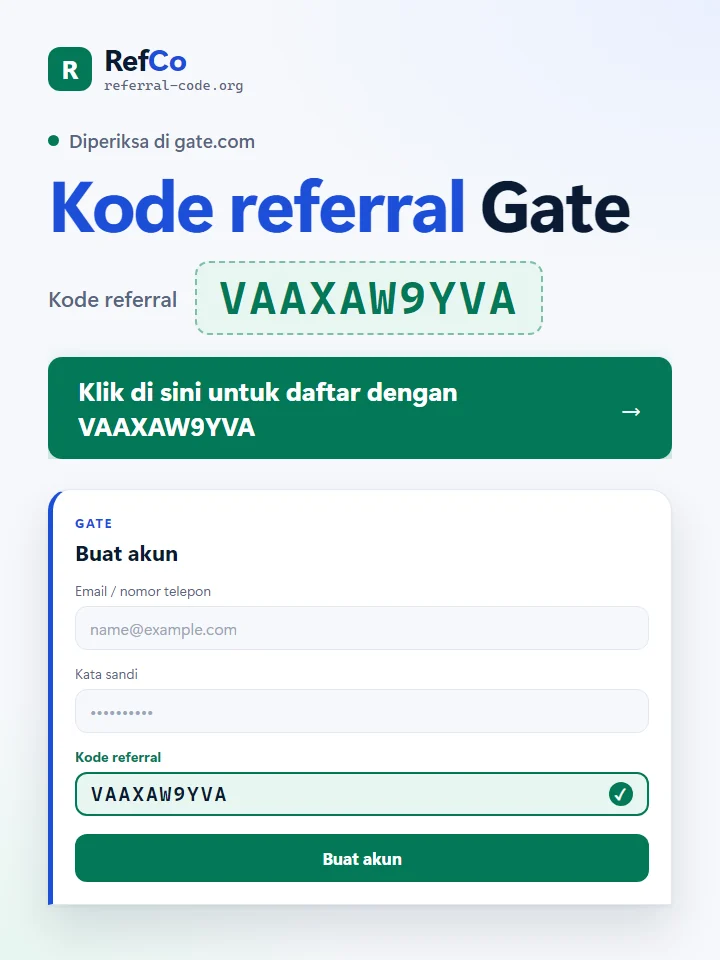 R
RefCo
referral-code.org
Diperiksa di gate.com
Kode referral Gate
Kode referral
VAAXAW9YVA
Klik di sini untuk daftar dengan
VAAXAW9YVA
→
GATE
Buat akun
Email / nomor telepon
name@example.com
Kata sandi
••••••••••
Kode referral
VAAXAW9YVA
✓
Buat akun